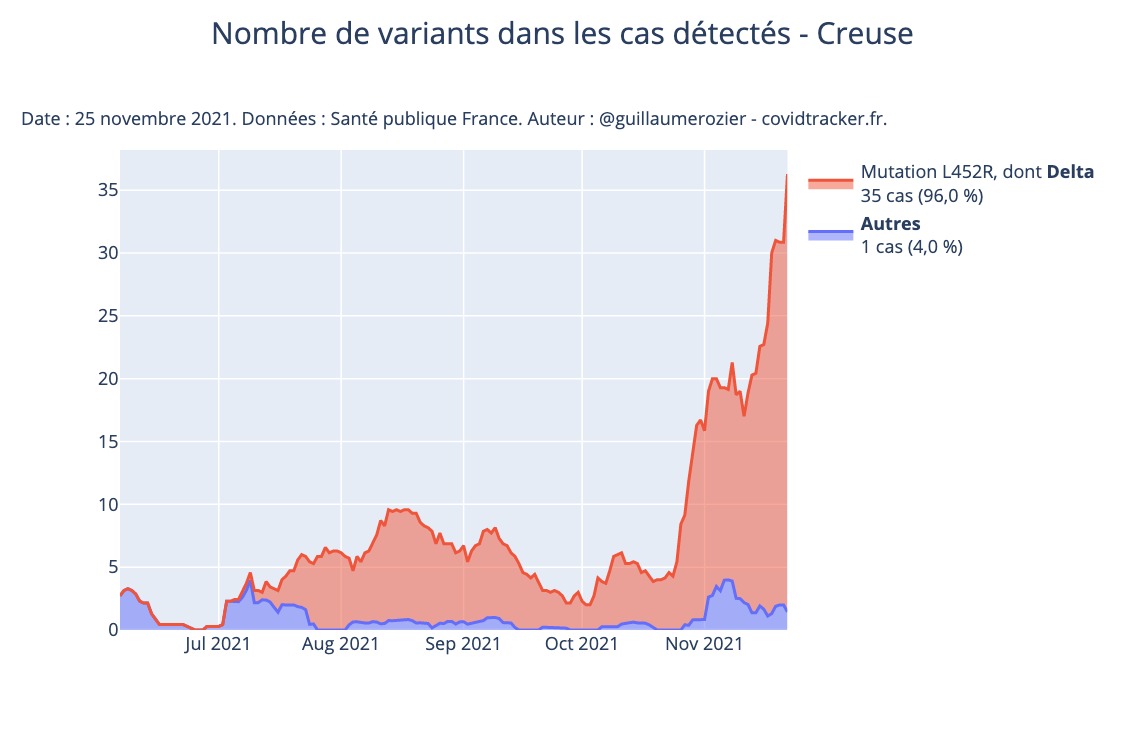 Nombre de variants dans les cas détectés - Creuse
Date : 25 novembre 2021. Données : Santé publique France. Auteur : @guillaumerozier - covidtracker.fr.
Mutation L452R, dont Delta
35 cas (96,0 %)
Autres
1 cas (4,0 %)
35
30
25
20
15
10
5
0
Jul 2021
Aug 2021
Sep 2021
Oct 2021
Nov 2021